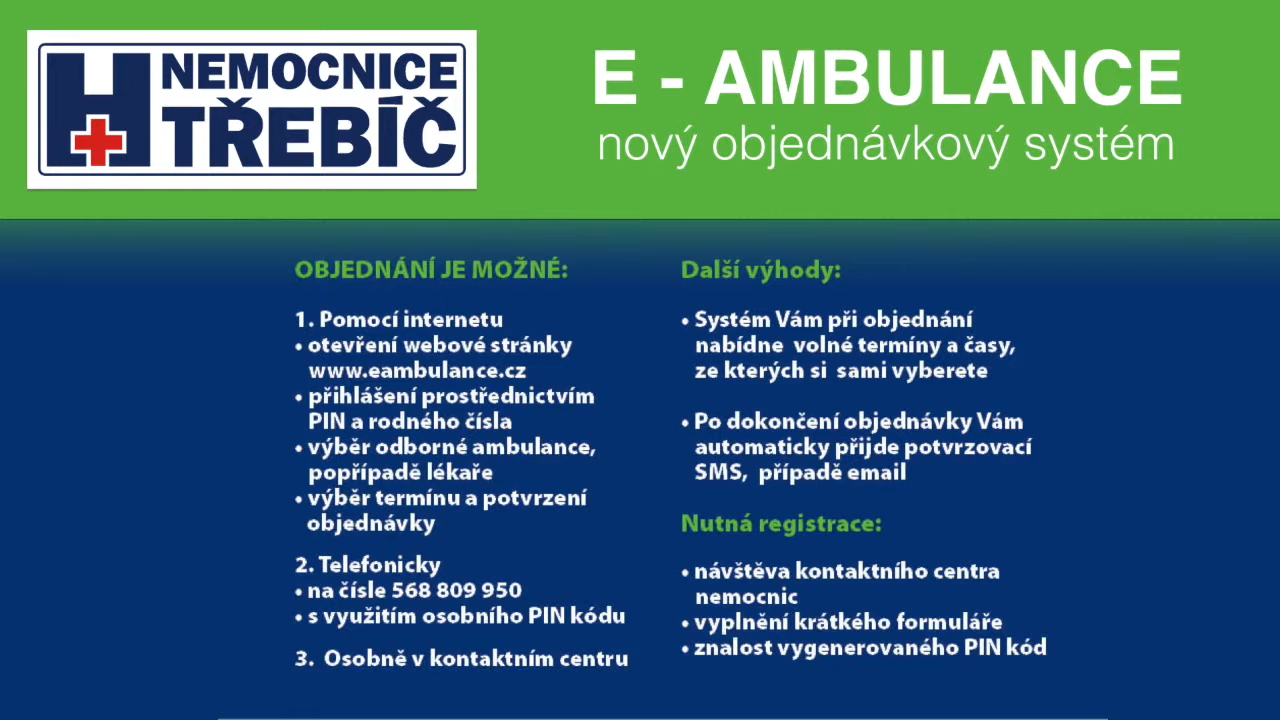 NEMOCNICE
TŘEBÍČ
E - AMBULANCE
nový objednávkový systém
OBJEDNÁNÍ JE MOŽNÉ:
1. Pomocí internetu
• otevření webové stránky
www.eambulance.cz
• přihlášení prostřednictvím
PIN a rodného čísla
• výběr odborné ambulance,
popřípadě lékaře
• výběr termínu a potvrzení
objednávky
2. Telefonicky
• na čísle 568 809 950
• s využitím osobního PIN kódu
3. Osobně v kontaktním centru
Další výhody:
• Systém Vám při objednání
nabídne volné termíny a časy,
ze kterých si sami vyberete
• Po dokončení objednávky Vám
automaticky přijde potvrzovací
SMS, případě email
Nutná registrace:
• návštěva kontaktního centra
nemocnic
• vyplnění krátkého formuláře
• znalost vygenerovaného PIN kód